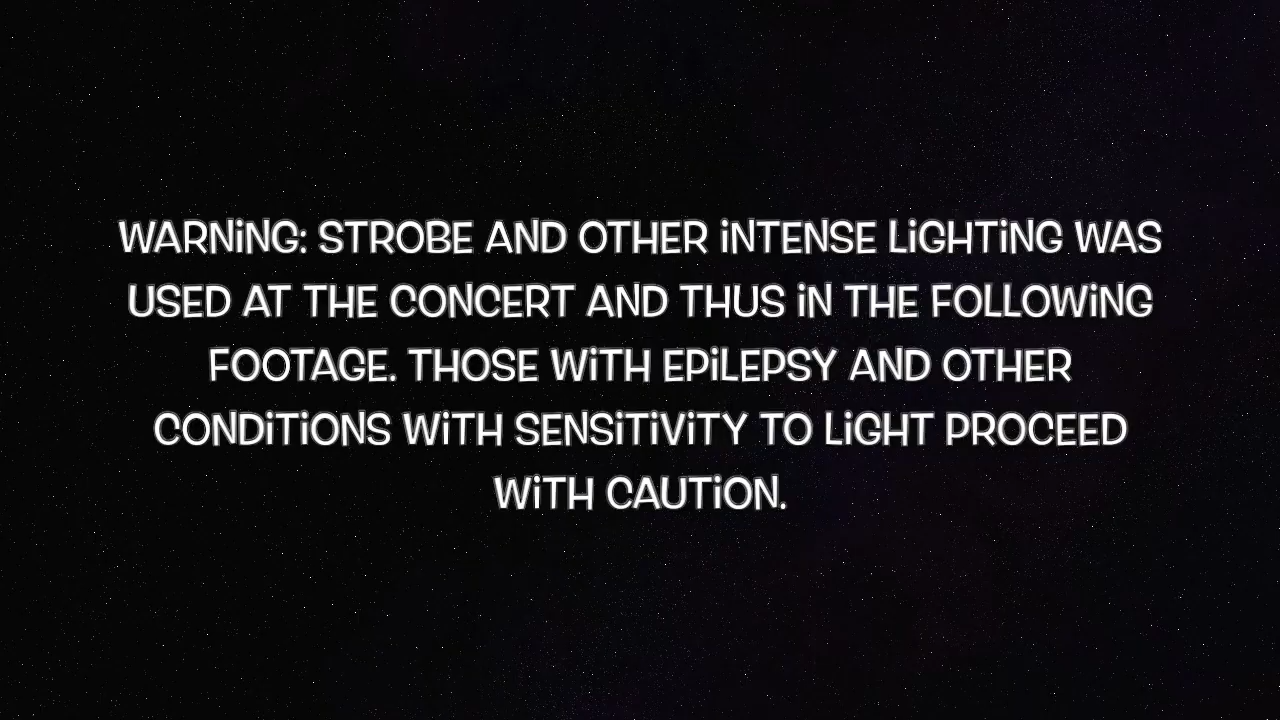 WARNiNG: STROBE AND OTHER iNTENSE LiGHTiNG WAS
USED AT THE CONCERT AND THUS iN THE FOLLOWiNG
FOOTAGE. THOSE WiTH EPiLEPSY AND OTHER
CONDiTiONS WiTH SENSiTiViTY TO LiGHT PROCEED
WiTH CAUTiON.